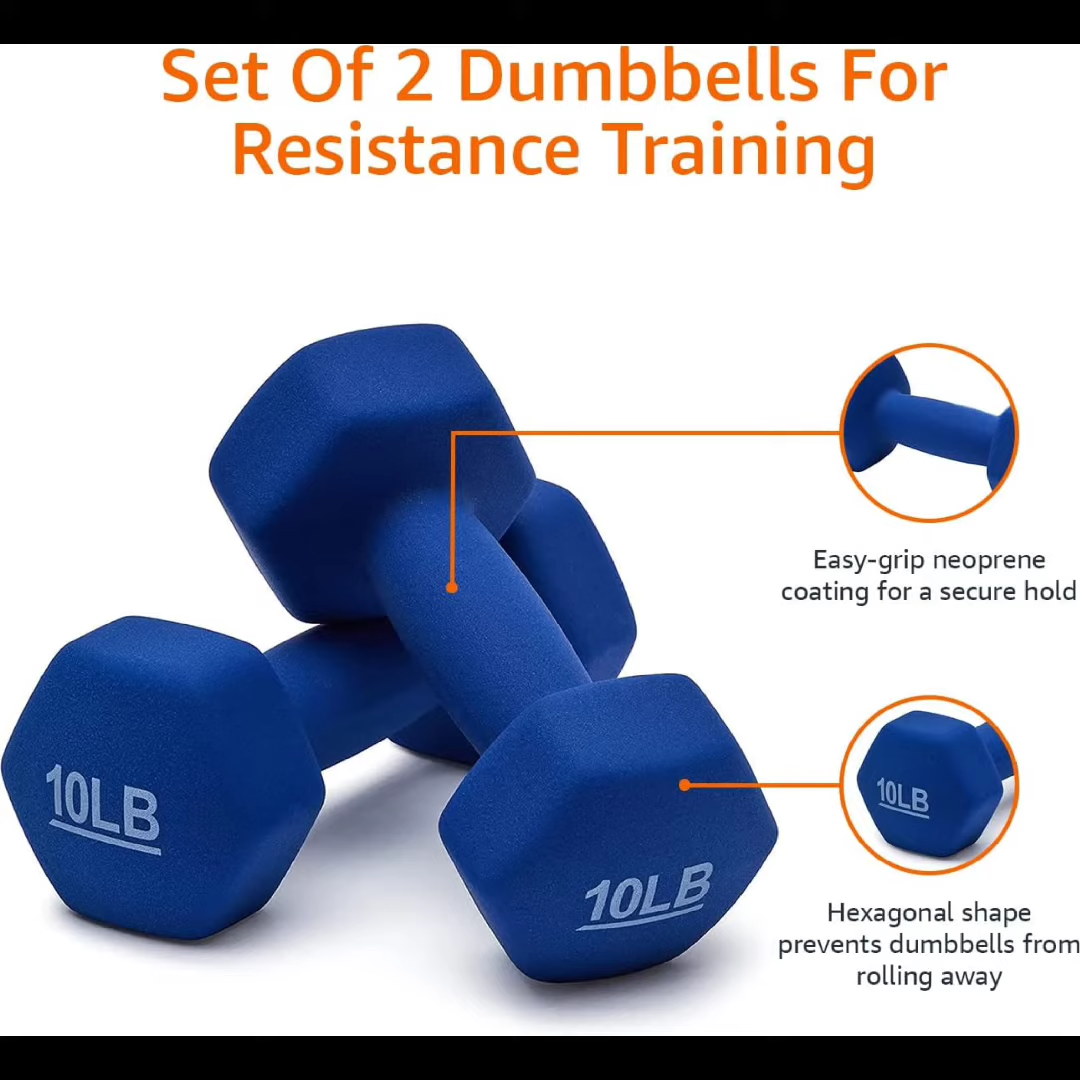 Set Of 2 Dumbbells For
Resistance Training
Easy-grip neoprene
coating for a secure hold
10LB
10LB
10LB
Hexagonal shape
prevents dumbbells from
rolling away